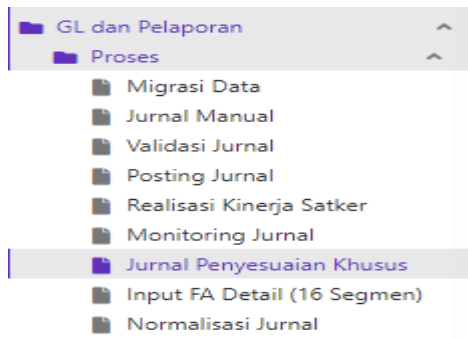 GL dan Pelaporan
Proses
Migrasi Data
Jurnal Manual
Validasi Jurnal
Posting Jurnal
Realisasi Kinerja Satker
Monitoring Jurnal
Jurnal Penyesuaian Khusus
Input FA Detail (16 Segmen)
Normalisasi Jurnal